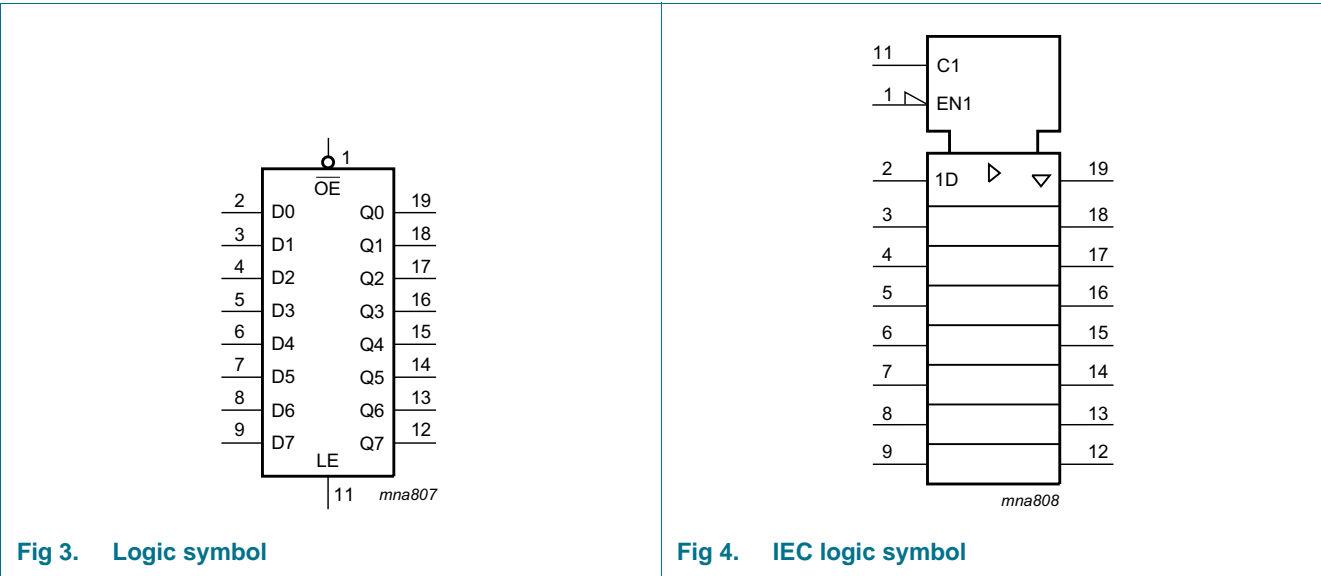 1
OE
2 D0 Q0 19
3 D1 Q1 18
4 D2 Q2 17
5 D3 Q3 16
6 D4 Q4 15
7 D5 Q5 14
8 D6 Q6 13
9 D7 Q7 12
LE
11 mna807
Fig 3. Logic symbol
11 C1
1 EN1
2 1D 19
3 18
4 17
5 16
6 15
7 14
8 13
9 12
mna808
Fig 4. IEC logic symbol